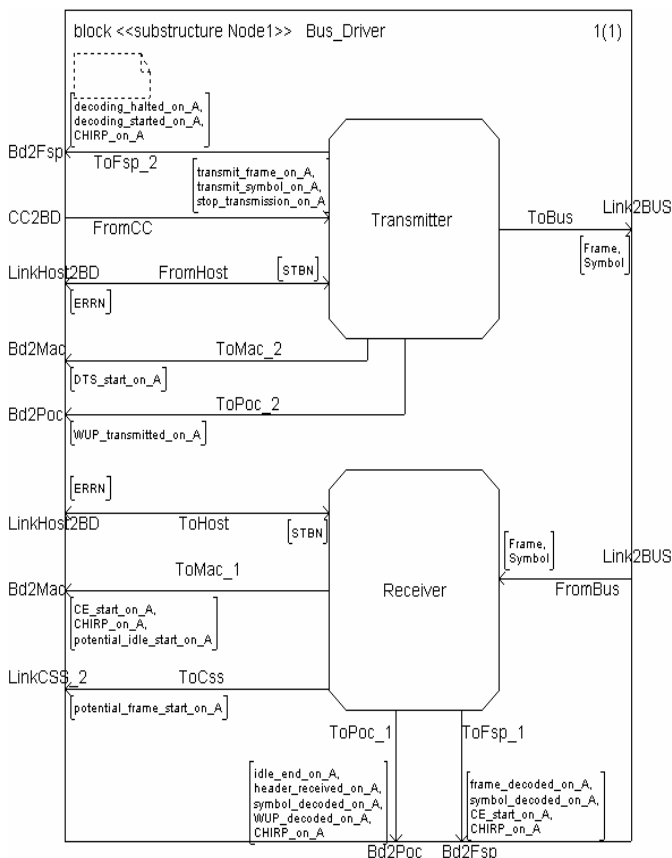 block <<substructure Node1>> Bus_Driver 1(1)
decoding_halted_on_A,
decoding_started_on_A,
CHIRP_on_A
Bd2Fsp
ToFsp_2
transmit_frame_on_A,
transmit_symbol_on_A,
stop_transmission_on_A
CC2BD
FromCC
Transmitter
ToBus
Link2BUS
Frame,
Symbol
LinkHost2BD
FromHost
STBN
ERRN
Bd2Mac
ToMac_2
DTS_start_on_A
Bd2Poc
ToPoc_2
WUP_transmitted_on_A
ERRN
LinkHost2BD
ToHost
STBN
Frame,
Symbol
Link2BUS
FromBus
Bd2Mac
ToMac_1
Receiver
CE_start_on_A,
CHIRP_on_A,
potential_idle_start_on_A
LinkCSS_2
ToCss
potential_frame_start_on_A
ToPoc_1
ToFsp_1
idle_end_on_A,
header_received_on_A,
symbol_decoded_on_A,
WUP_decoded_on_A,
CHIRP_on_A
frame_decoded_on_A,
symbol_decoded_on_A,
CE_start_on_A,
CHIRP_on_A
Bd2Poc
Bd2Fsp